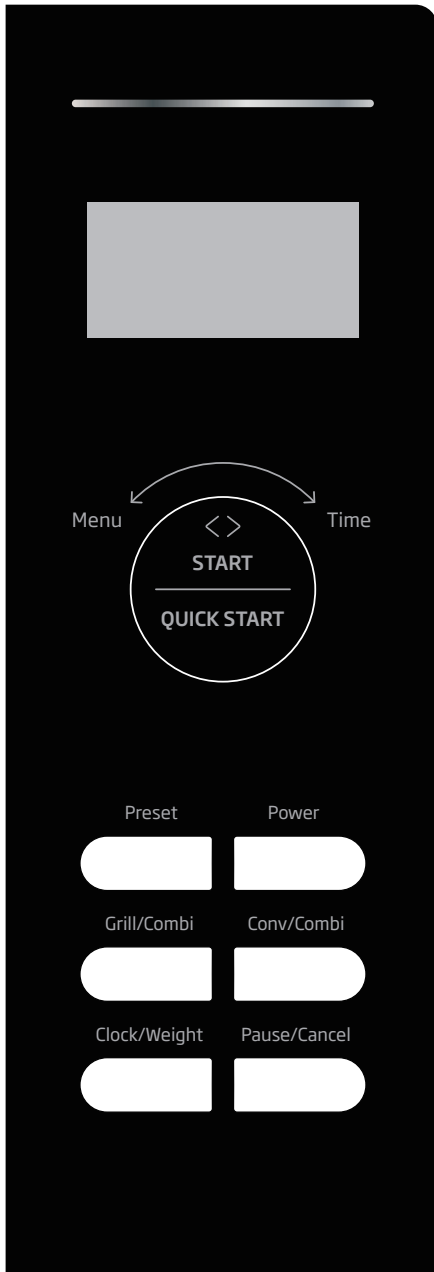 Menu
Time
< >
START
QUICK START
Preset
Power
Grill/Combi
Conv/Combi
Clock/Weight
Pause/Cancel